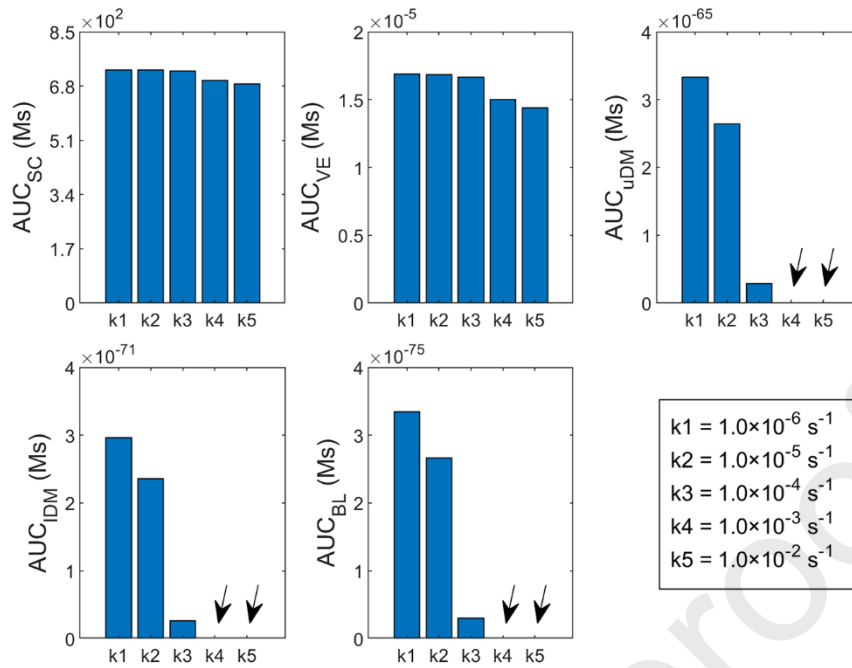 ×10² ×10⁻⁵ ×10⁻⁶⁵
8.5 2 4
6.8 1.5 3
5.1 1 2
3.4 0.5 1
1.7 0 0
0
AUC_SC (Ms) AUC_VE (Ms) AUC_uDM (Ms)
k1 k2 k3 k4 k5 k1 k2 k3 k4 k5 k1 k2 k3 k4 k5
×10⁻⁷¹ ×10⁻⁷⁵
4 4
3 3
2 2
1 1
0 0
AUC_lDM (Ms) AUC_BL (Ms)
k1 k2 k3 k4 k5 k1 k2 k3 k4 k5
k1 = 1.0×10⁻⁶ s⁻¹
k2 = 1.0×10⁻⁵ s⁻¹
k3 = 1.0×10⁻⁴ s⁻¹
k4 = 1.0×10⁻³ s⁻¹
k5 = 1.0×10⁻² s⁻¹